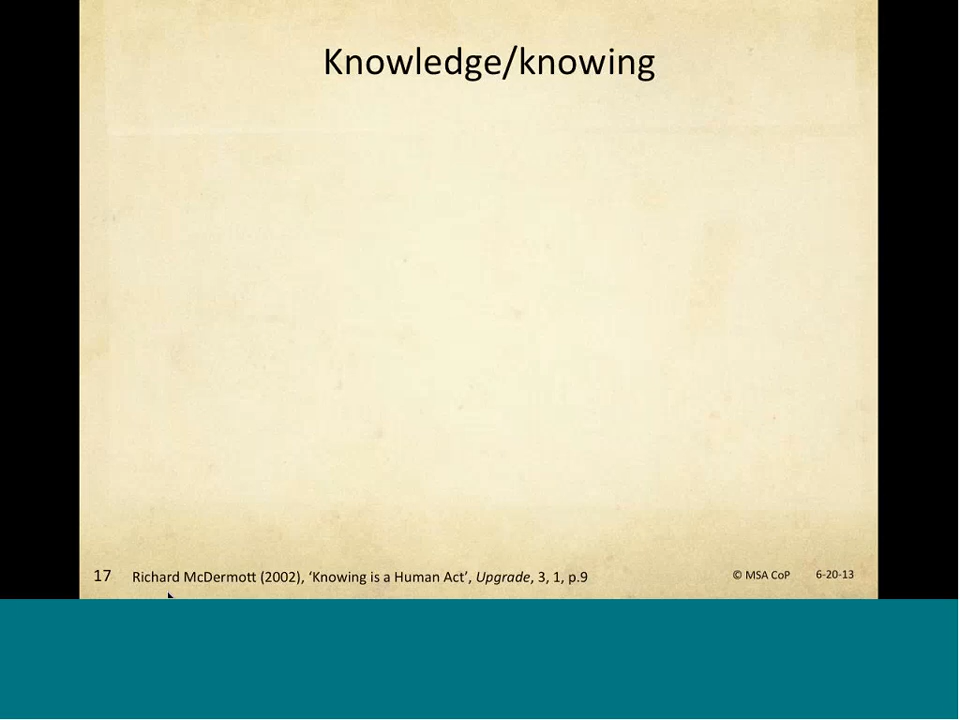 Knowledge/knowing
17 Richard McDermott (2002), ‘Knowing is a Human Act’, Upgrade, 3, 1, p.9 © MSA CoP 6-20-13